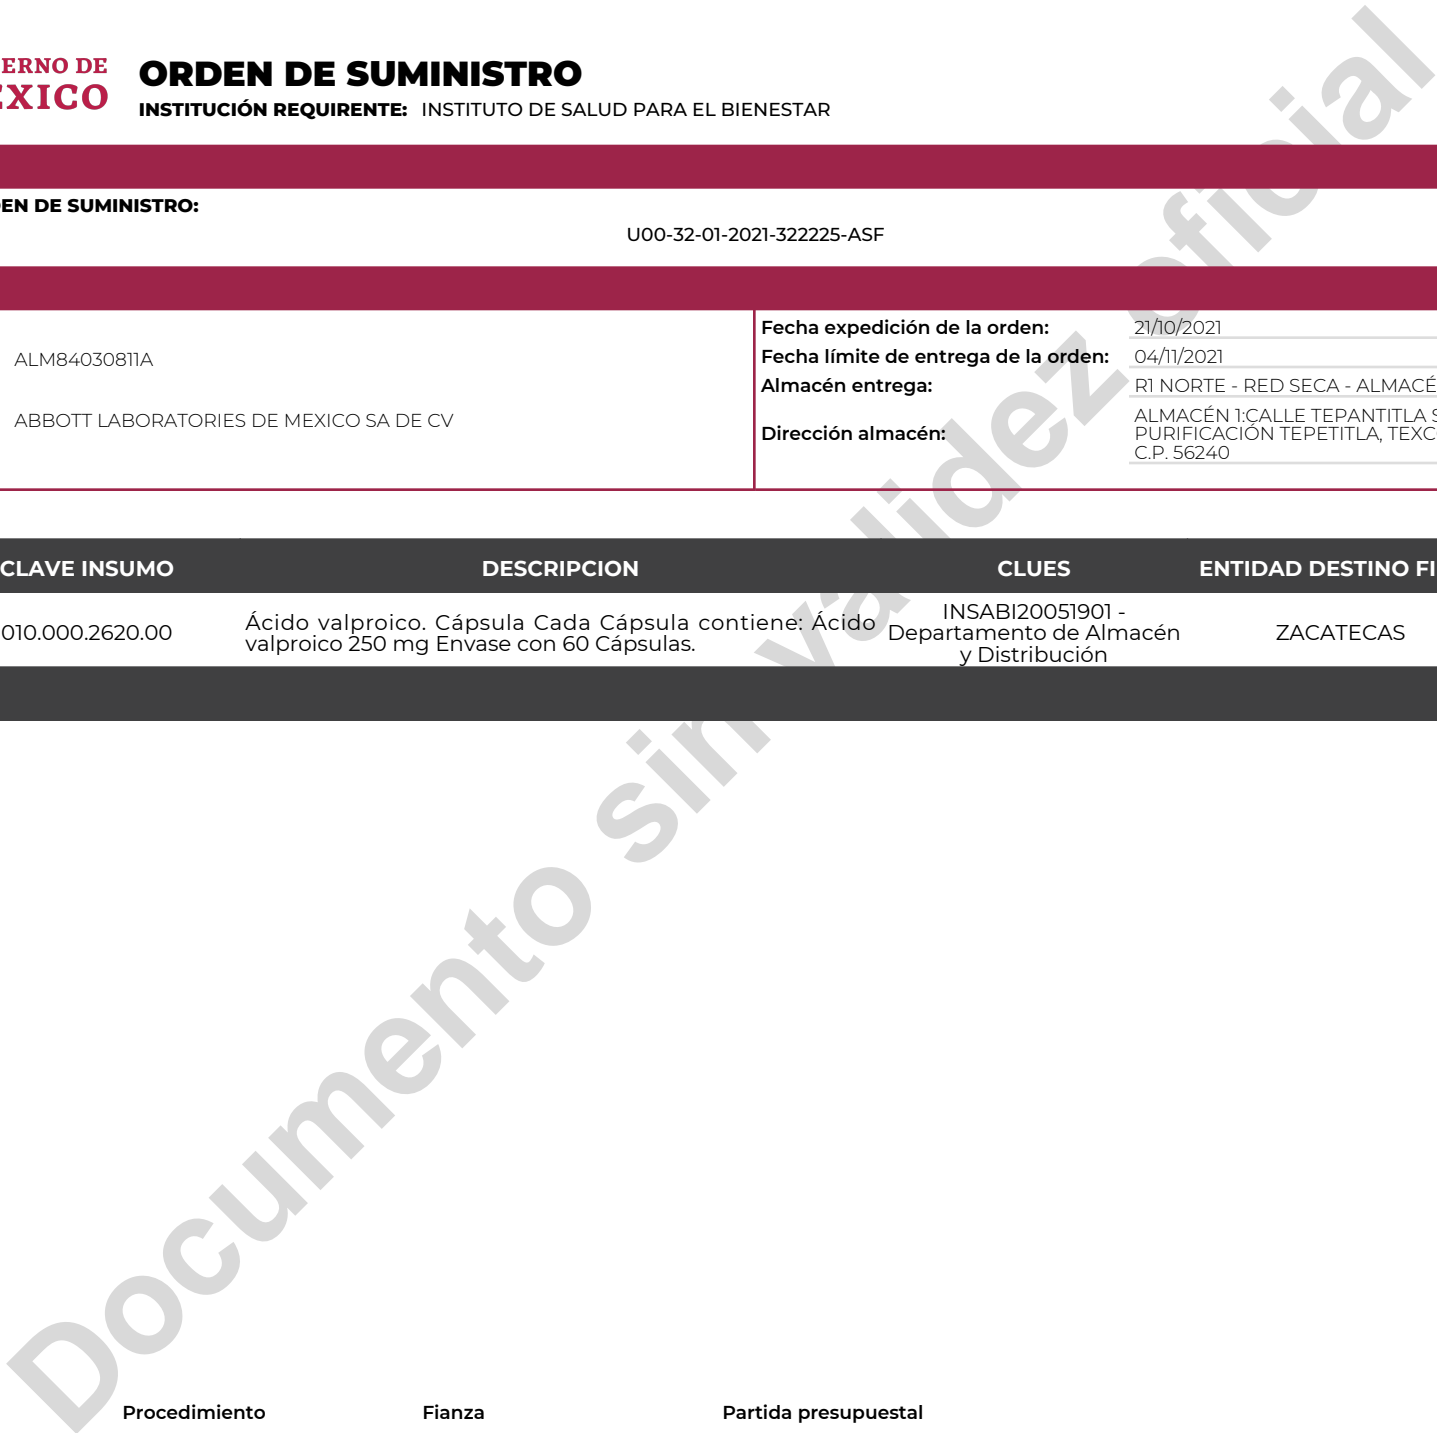 ERNO DE
EXICO
ORDEN DE SUMINISTRO
INSTITUCIÓN REQUIRENTE: INSTITUTO DE SALUD PARA EL BIENESTAR
EN DE SUMINISTRO:
U00-32-01-2021-322225-ASF
ALM84030811A
ABBOTT LABORATORIES DE MEXICO SA DE CV
Fecha expedición de la orden: 21/10/2021
Fecha límite de entrega de la orden: 04/11/2021
Almacén entrega: R1 NORTE - RED SECA - ALMACÉ
Dirección almacén: ALMACÉN 1:CALLE TEPANTITLA S
PURIFICACIÓN TEPETITLA, TEXC
C.P. 56240
CLAVE INSUMO DESCRIPCION CLUES ENTIDAD DESTINO FI
010.000.2620.00
Ácido valproico. Cápsula Cada Cápsula contiene: Ácido
valproico 250 mg Envase con 60 Cápsulas.
INSABI20051901 -
Departamento de Almacén
y Distribución
ZACATECAS
Documento sin validez oficial
Procedimiento Fianza Partida presupuestal